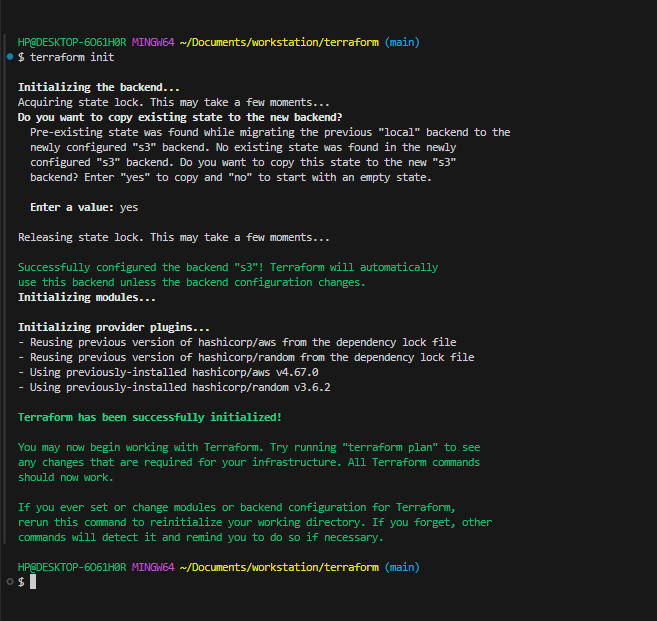 HP@DESKTOP-6O61H0R MINGW64 ~/Documents/workstation/terraform (main)
$ terraform init
Initializing the backend...
Acquiring state lock. This may take a few moments...
Do you want to copy existing state to the new backend?
Pre-existing state was found while migrating the previous "local" backend to the
newly configured "s3" backend. No existing state was found in the newly
configured "s3" backend. Do you want to copy this state to the new "s3"
backend? Enter "yes" to copy and "no" to start with an empty state.
Enter a value: yes
Releasing state lock. This may take a few moments...
Successfully configured the backend "s3"! Terraform will automatically
use this backend unless the backend configuration changes.
Initializing modules...
Initializing provider plugins...
- Reusing previous version of hashicorp/aws from the dependency lock file
- Reusing previous version of hashicorp/random from the dependency lock file
- Using previously-installed hashicorp/aws v4.67.0
- Using previously-installed hashicorp/random v3.6.2
Terraform has been successfully initialized!
You may now begin working with Terraform. Try running "terraform plan" to see
any changes that are required for your infrastructure. All Terraform commands
should now work.
If you ever set or change modules or backend configuration for Terraform,
rerun this command to reinitialize your working directory. If you forget, other
commands will detect it and remind you to do so if necessary.
HP@DESKTOP-6O61H0R MINGW64 ~/Documents/workstation/terraform (main)
$